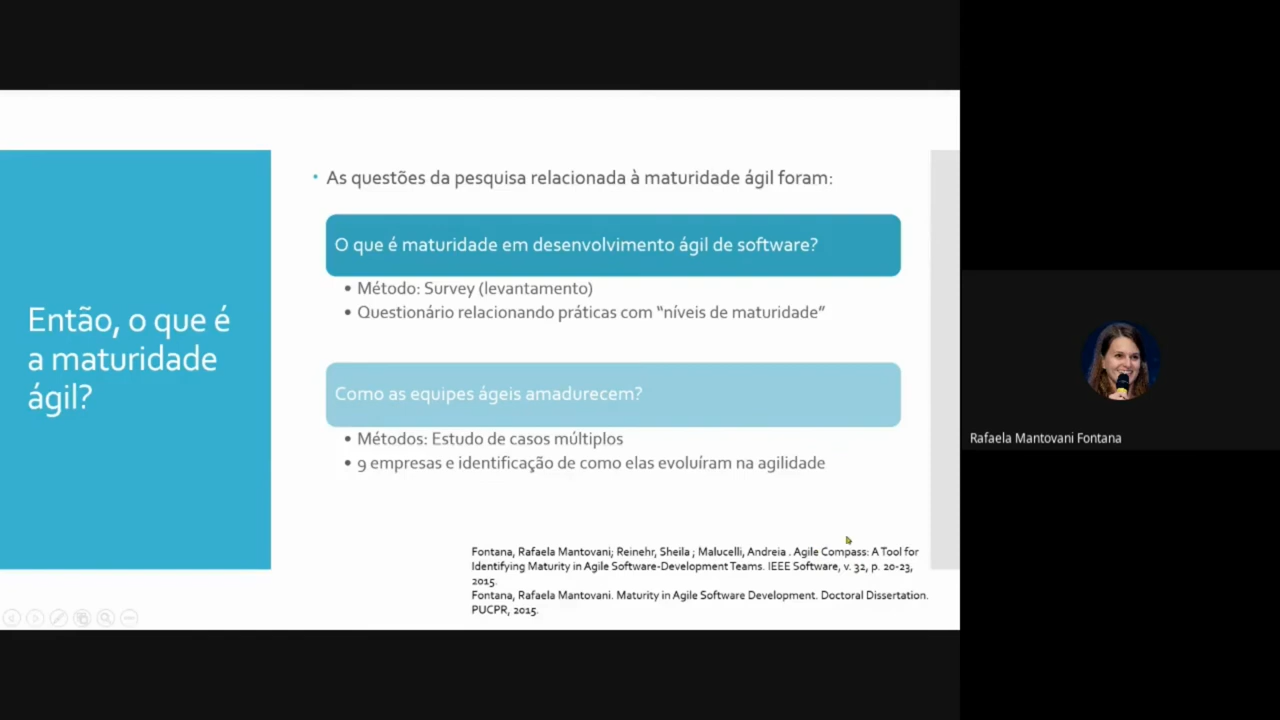 Então, o que é
a maturidade
ágil?
• As questões da pesquisa relacionada à maturidade ágil foram:
O que é maturidade em desenvolvimento ágil de software?
• Método: Survey (levantamento)
• Questionário relacionando práticas com “níveis de maturidade”
Como as equipes ágeis amadurecem?
• Métodos: Estudo de casos múltiplos
• 9 empresas e identificação de como elas evoluíram na agilidade
Fontana, Rafaela Mantovani; Reinehr, Sheila ; Malucelli, Andreia . Agile Compass: A Tool for
Identifying Maturity in Agile Software-Development Teams. IEEE Software, v. 32, p. 20-23,
2015.
Fontana, Rafaela Mantovani. Maturity in Agile Software Development. Doctoral Dissertation.
PUCPR, 2015.
Rafaela Mantovani Fontana